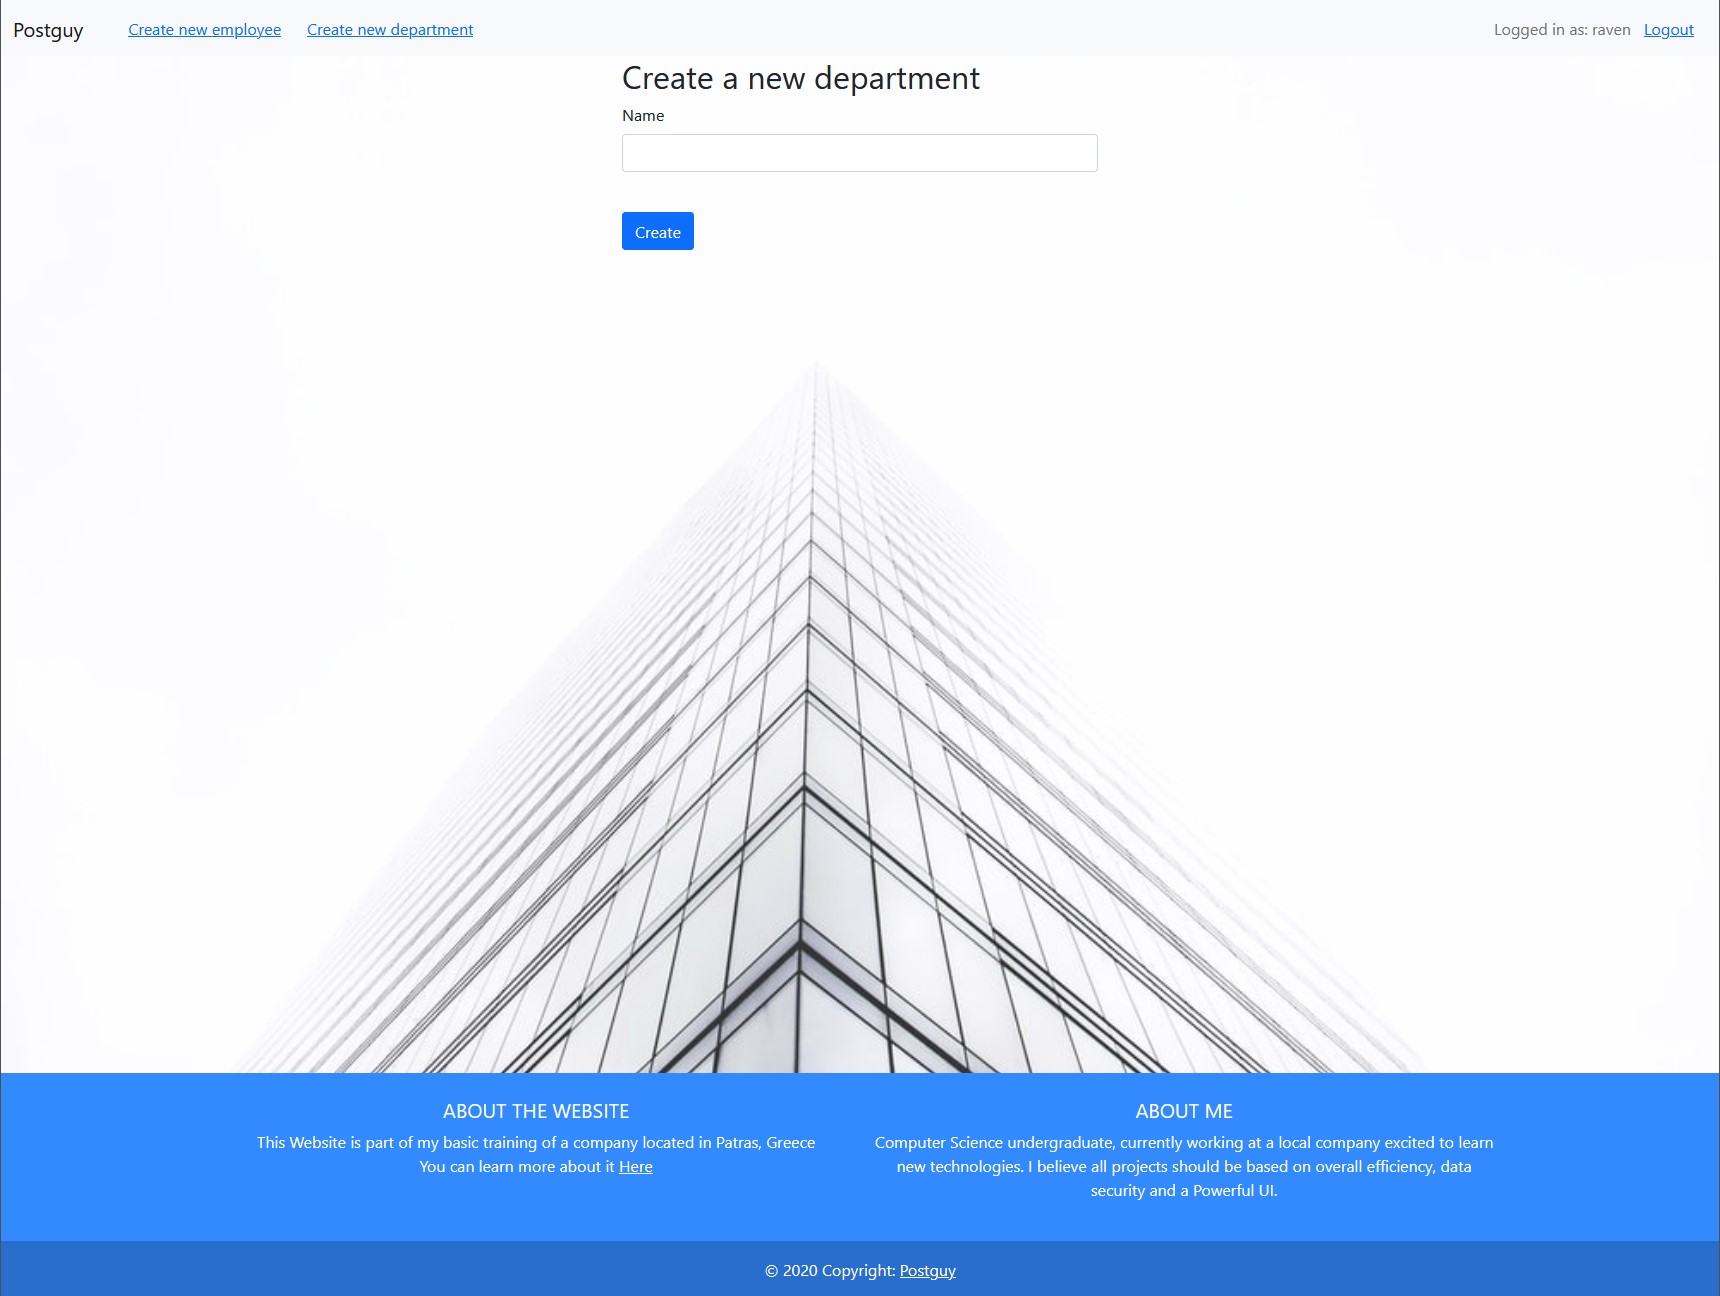 Postguy Create new employee Create new department Logged in as: raven Logout
Create a new department
Name
Create
ABOUT THE WEBSITE
This Website is part of my basic training of a company located in Patras, Greece
You can learn more about it Here
ABOUT ME
Computer Science undergraduate, currently working at a local company excited to learn
new technologies. I believe all projects should be based on overall efficiency, data
security and a Powerful UI.
© 2020 Copyright: Postguy